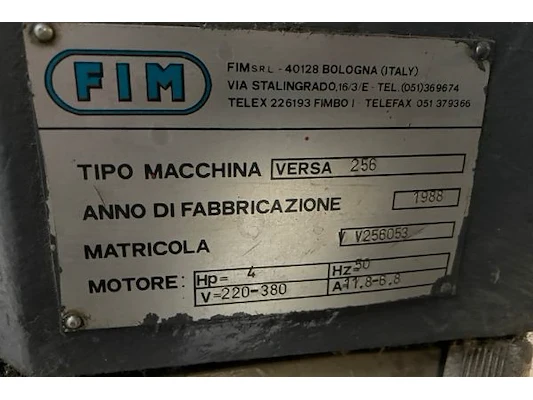 FIM
FIM S R L - 40128 BOLOGNA (ITALY)
VIA STALINGRADO, 16/3/E - TEL. (051) 369674
TELEX 226193 FIMBO I TELEFAX 051 379366
TIPO MACCHINA VERSA 256
ANNO DI FABBRICAZIONE 1988
MATRICOLA V V256053
MOTORE: Hp= 4 Hz= 50
V=220-380 A=11.8-6.8